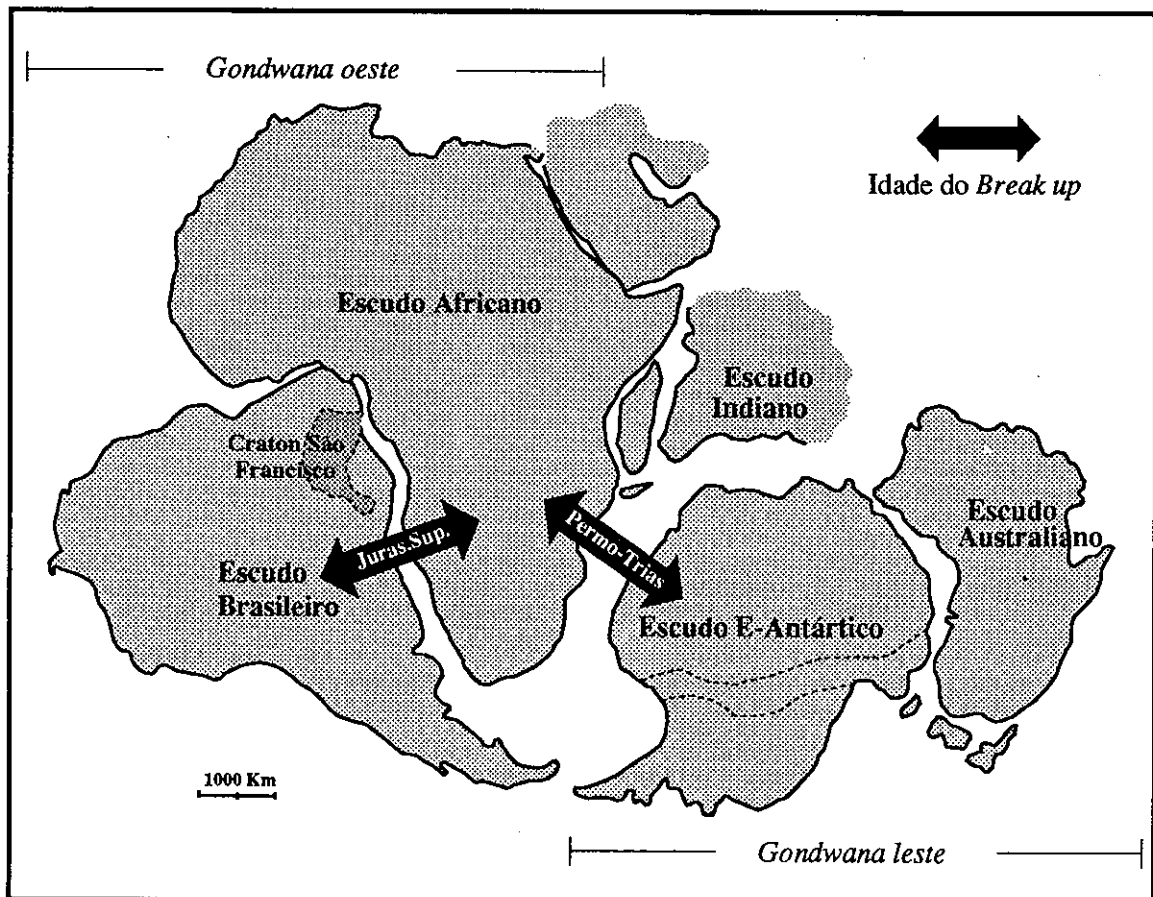 Gondwana oeste
Idade do Break up
Escudo Africano
Escudo
Indiano
Craton São
Francisco
Escudo
Australiano
Juras.Sup.
Permo-Trias
Escudo
Brasileiro
Escudo E-Antártico
1000 Km
Gondwana leste